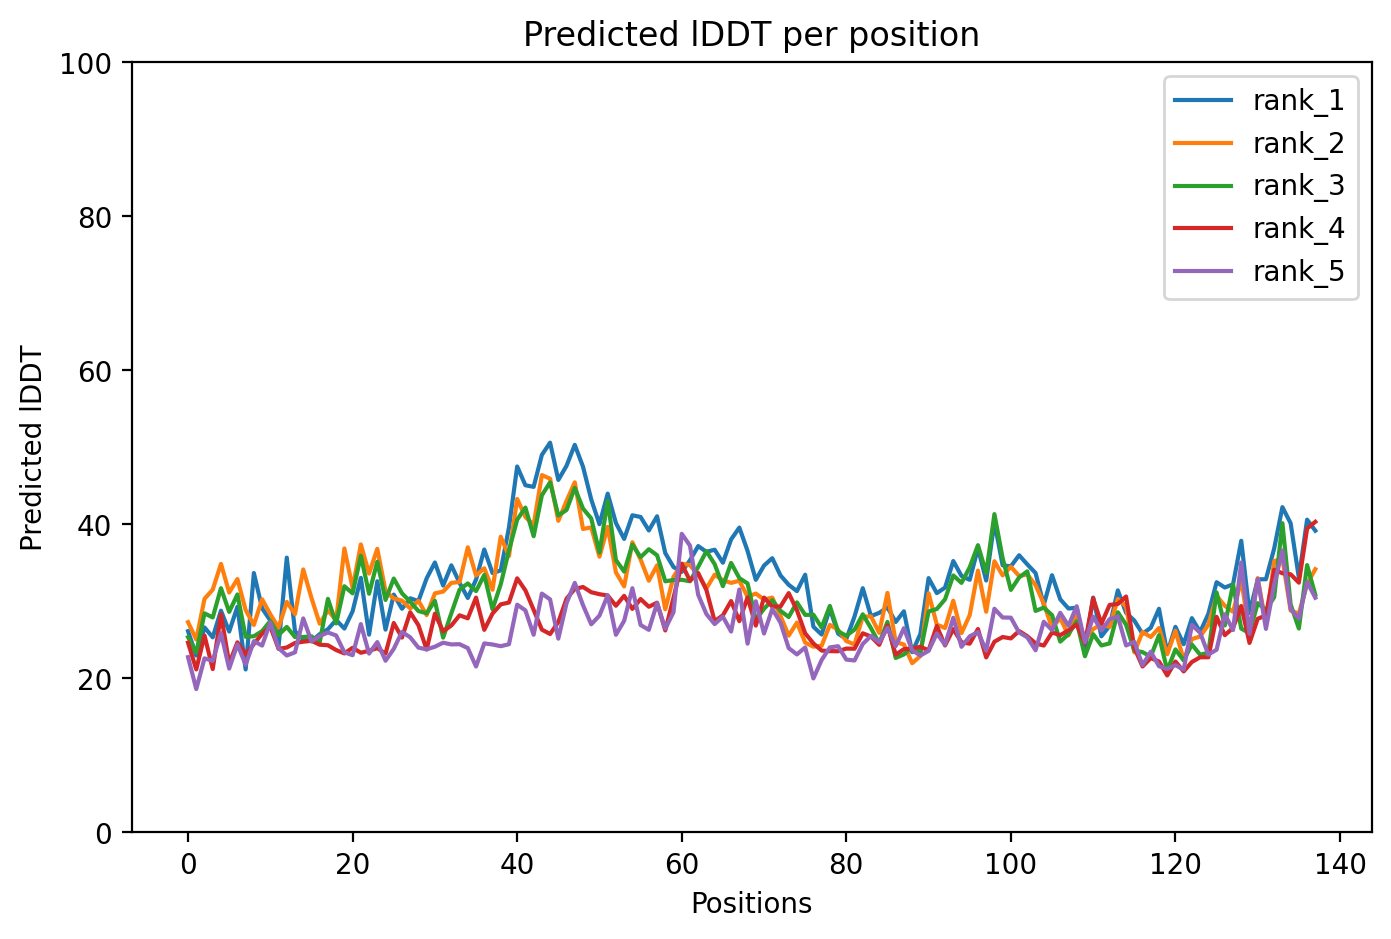 Predicted lDDT per position
100
80
60
40
20
0
Predicted lDDT
0 20 40 60 80 100 120 140
Positions
rank_1
rank_2
rank_3
rank_4
rank_5